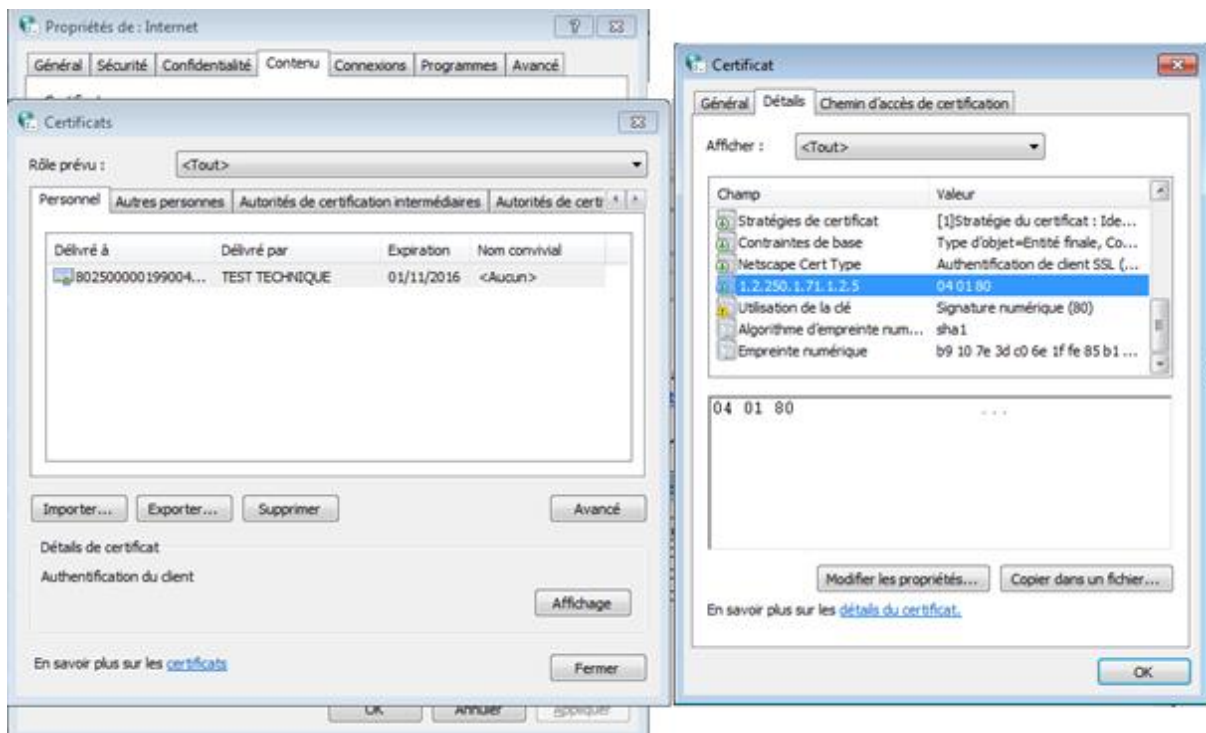 Propriétés de : Internet
Général Sécurité Confidentialité Contenu Connexions Programmes Avancé
Certificats
Rôle prévu : <Tout>
Personnel Autres personnes Autorités de certification intermédiaires Autorités de certi
Délivré à Délivré par Expiration Nom convivial
802500000199004... TEST TECHNIQUE 01/11/2016 <Aucun>
Importer... Exporter... Supprimer Avancé
Détails de certificat
Authentification du client
Affichage
En savoir plus sur les certificats
Fermer
OK Annuler Appliquer
Certificat
Général Détails Chemin d'accès de certification
Afficher : <Tout>
Champ Valeur
Stratégies de certificat [1]Stratégie du certificat : Ide...
Contraintes de base Type d'objet=Entité finale, Co...
Netscape Cert Type Authentification de client SSL (...
1.2.250.1.71.1.2.5 04 01 80
Utilisation de la clé Signature numérique (80)
Algorithme d'empreinte num... sha1
Empreinte numérique b9 10 7e 3d c0 6e 1f fe 85 b1 ...
04 01 80 ...
Modifier les propriétés... Copier dans un fichier...
En savoir plus sur les détails du certificat.
OK